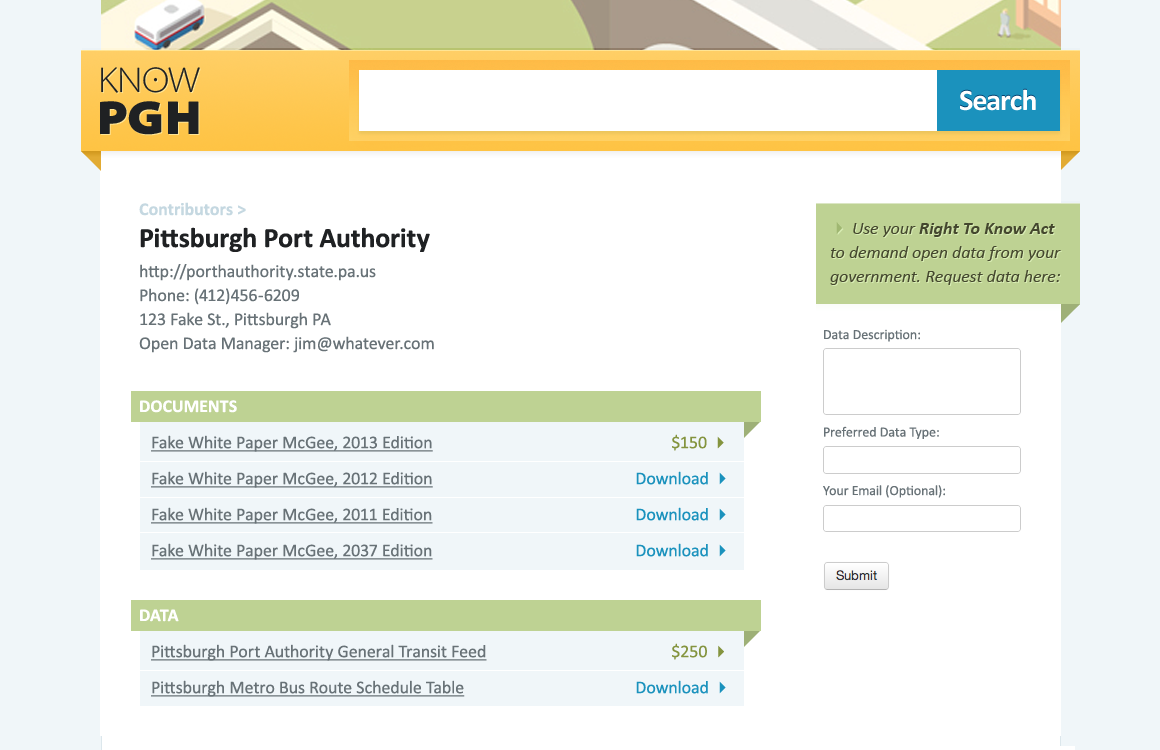 KNOW
PGH
Search
Contributors >
Pittsburgh Port Authority
http://porthauthority.state.pa.us
Phone: (412)456-6209
123 Fake St., Pittsburgh PA
Open Data Manager: jim@whatever.com
DOCUMENTS
Fake White Paper McGee, 2013 Edition $150
Fake White Paper McGee, 2012 Edition Download
Fake White Paper McGee, 2011 Edition Download
Fake White Paper McGee, 2037 Edition Download
DATA
Pittsburgh Port Authority General Transit Feed $250
Pittsburgh Metro Bus Route Schedule Table Download
Use your Right To Know Act
to demand open data from your
government. Request data here:
Data Description:
Preferred Data Type:
Your Email (Optional):
Submit